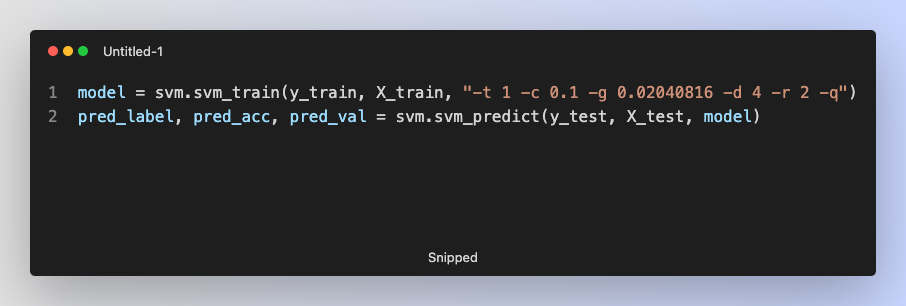 Untitled-1
1 model = svm.svm_train(y_train, X_train, "-t 1 -c 0.1 -g 0.02040816 -d 4 -r 2 -q")
2 pred_label, pred_acc, pred_val = svm.svm_predict(y_test, X_test, model)
Snipped